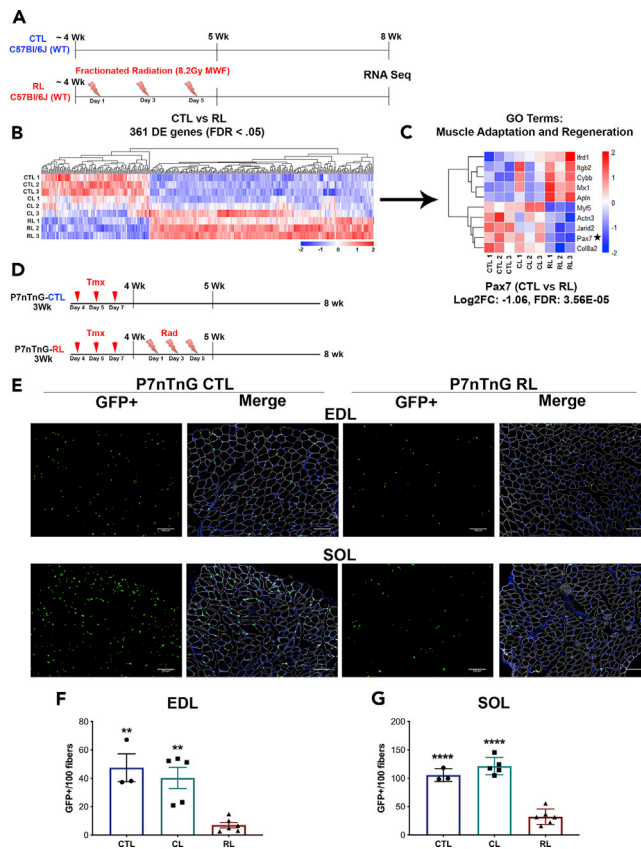 A
CTL
C57Bl/6J (WT)
~ 4 Wk
5 Wk
8 Wk
RL
C57Bl/6J (WT)
~ 4 Wk
Fractionated Radiation (8.2Gy MWF)
Day 1
Day 3
Day 5
RNA Seq
B
CTL vs RL
361 DE genes (FDR < .05)
CTL 1
CTL 2
CTL 3
CL 1
CL 2
CL 3
RL 1
RL 2
RL 3
-2
-1
0
1
2
C
GO Terms:
Muscle Adaptation and Regeneration
Ifrd1
Itgb2
Cybb
Mx1
Apln
Myf5
Actn3
Jarid2
Pax7 ★
Col8a2
2
1
0
-1
-2
CTL 1
CTL 2
CTL 3
CL 1
CL 2
CL 3
RL 1
RL 2
RL 3
Pax7 (CTL vs RL)
Log2FC: -1.06, FDR: 3.56E-05
D
P7nTnG-CTL
3Wk
Tmx
Day 4
Day 5
Day 7
4 Wk
5 Wk
8 wk
P7nTnG-RL
3Wk
Tmx
Day 4
Day 5
Day 7
4 Wk
Rad
Day 1
Day 3
Day 5
5 Wk
8 wk
E
P7nTnG CTL
P7nTnG RL
GFP+
Merge
GFP+
Merge
EDL
SOL
F
EDL
GFP+/100 fibers
80
60
40
20
0
**
**
CTL
CL
RL
G
SOL
GFP+/100 fibers
200
150
100
50
0
****
****
CTL
CL
RL